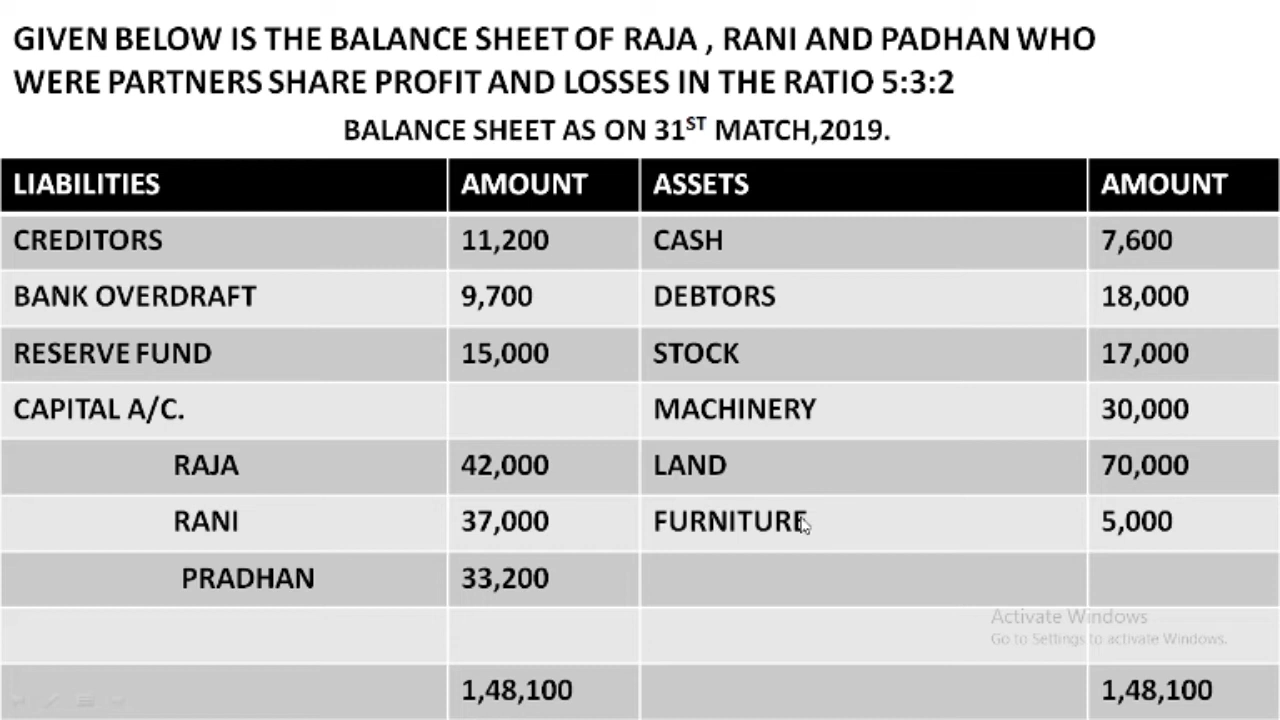 GIVEN BELOW IS THE BALANCE SHEET OF RAJA , RANI AND PADHAN WHO
WERE PARTNERS SHARE PROFIT AND LOSSES IN THE RATIO 5:3:2
BALANCE SHEET AS ON 31ST MATCH,2019.
LIABILITIES AMOUNT ASSETS AMOUNT
CREDITORS 11,200 CASH 7,600
BANK OVERDRAFT 9,700 DEBTORS 18,000
RESERVE FUND 15,000 STOCK 17,000
CAPITAL A/C. MACHINERY 30,000
RAJA 42,000 LAND 70,000
RANI 37,000 FURNITURE 5,000
PRADHAN 33,200
Activate Windows
Go to Settings to activate Windows.
1,48,100 1,48,100